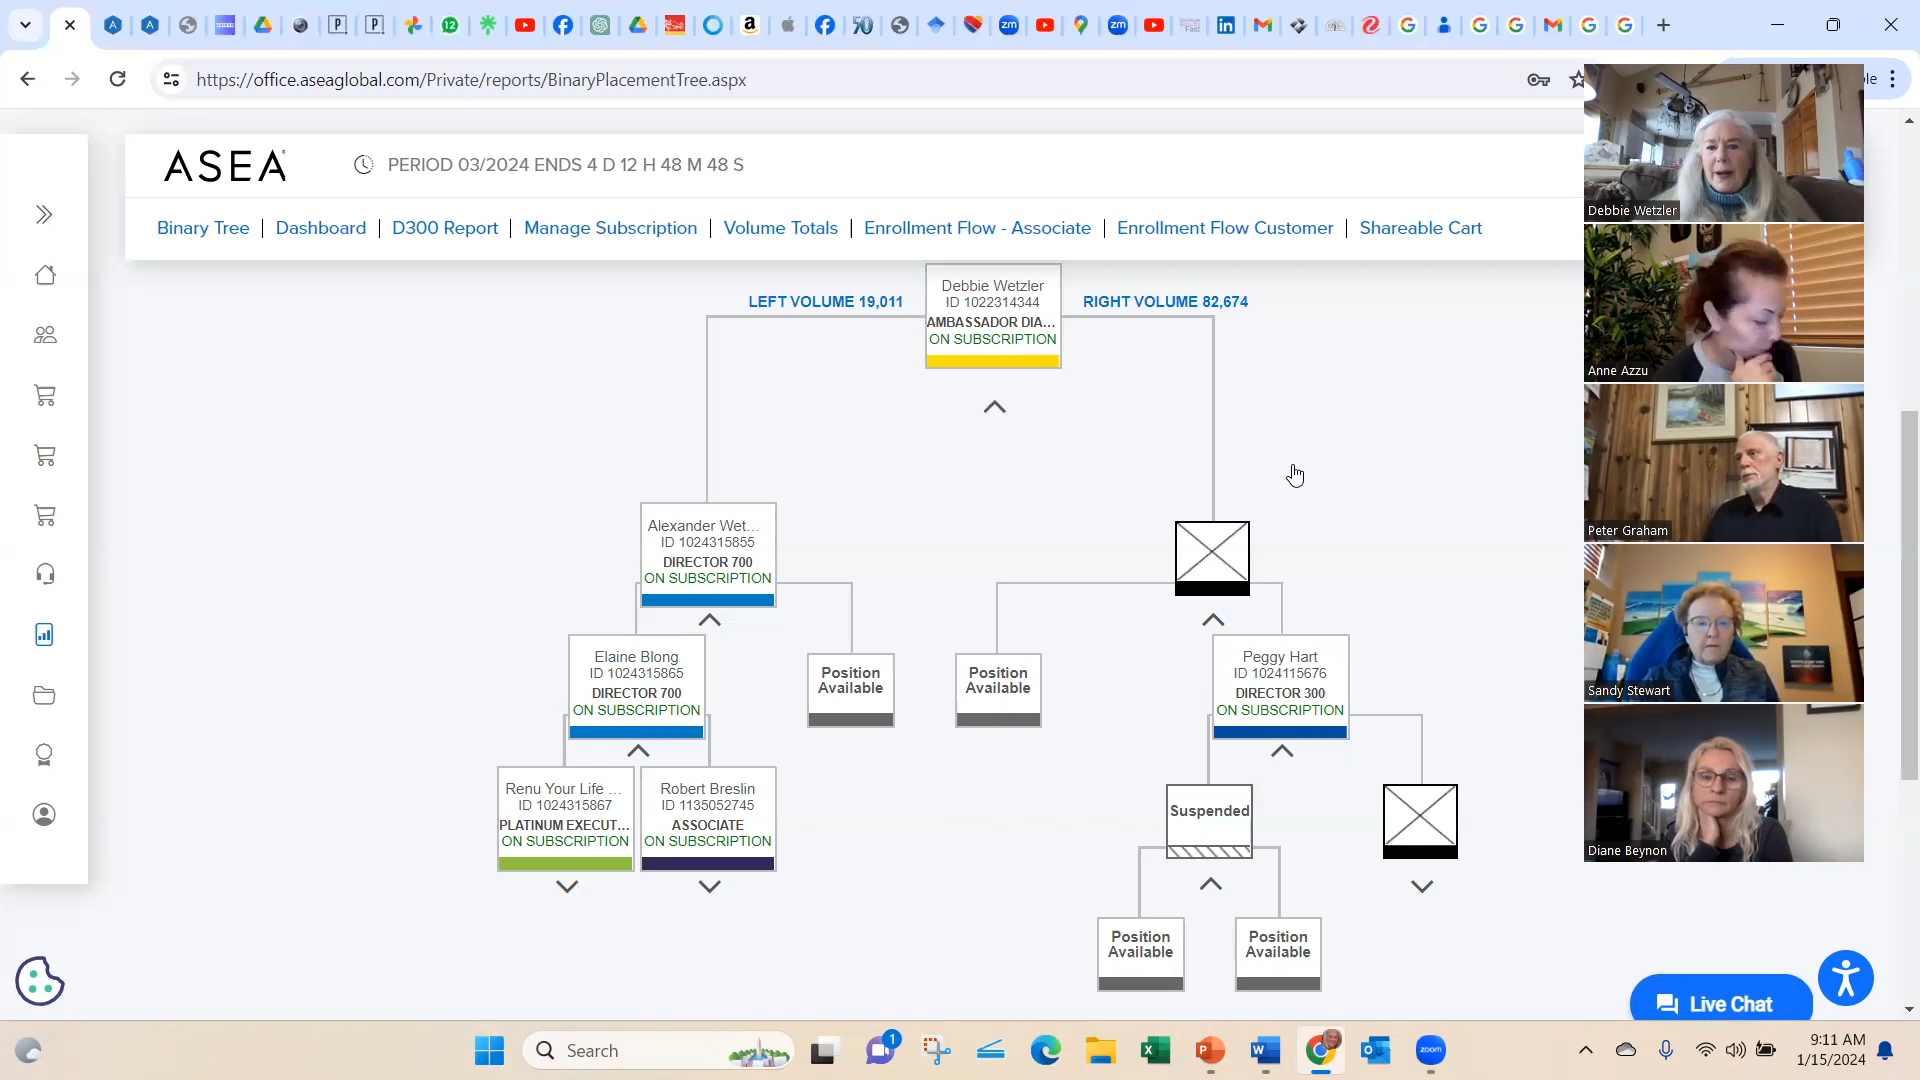 https://office.aseaglobal.com/Private/reports/BinaryPlacementTree.aspx
ASEA
PERIOD 03/2024 ENDS 4 D 12 H 48 M 48 S
Binary Tree | Dashboard | D300 Report | Manage Subscription | Volume Totals | Enrollment Flow - Associate | Enrollment Flow Customer | Shareable Cart
LEFT VOLUME 19,011
Debbie Wetzler
ID 1022314344
AMBASSADOR DIA...
ON SUBSCRIPTION
RIGHT VOLUME 82,674
Alexander Wet...
ID 1024315855
DIRECTOR 700
ON SUBSCRIPTION
Elaine Blong
ID 1024315865
DIRECTOR 700
ON SUBSCRIPTION
Position
Available
Position
Available
Peggy Hart
ID 1024115676
DIRECTOR 300
ON SUBSCRIPTION
Renu Your Life ...
ID 1024315867
PLATINUM EXECUT...
ON SUBSCRIPTION
Robert Breslin
ID 1135052745
ASSOCIATE
ON SUBSCRIPTION
Suspended
Position
Available
Position
Available
Debbie Wetzler
Anne Azzu
Peter Graham
Sandy Stewart
Diane Beynon
Live Chat
Search
1
zoom
9:11 AM
1/15/2024